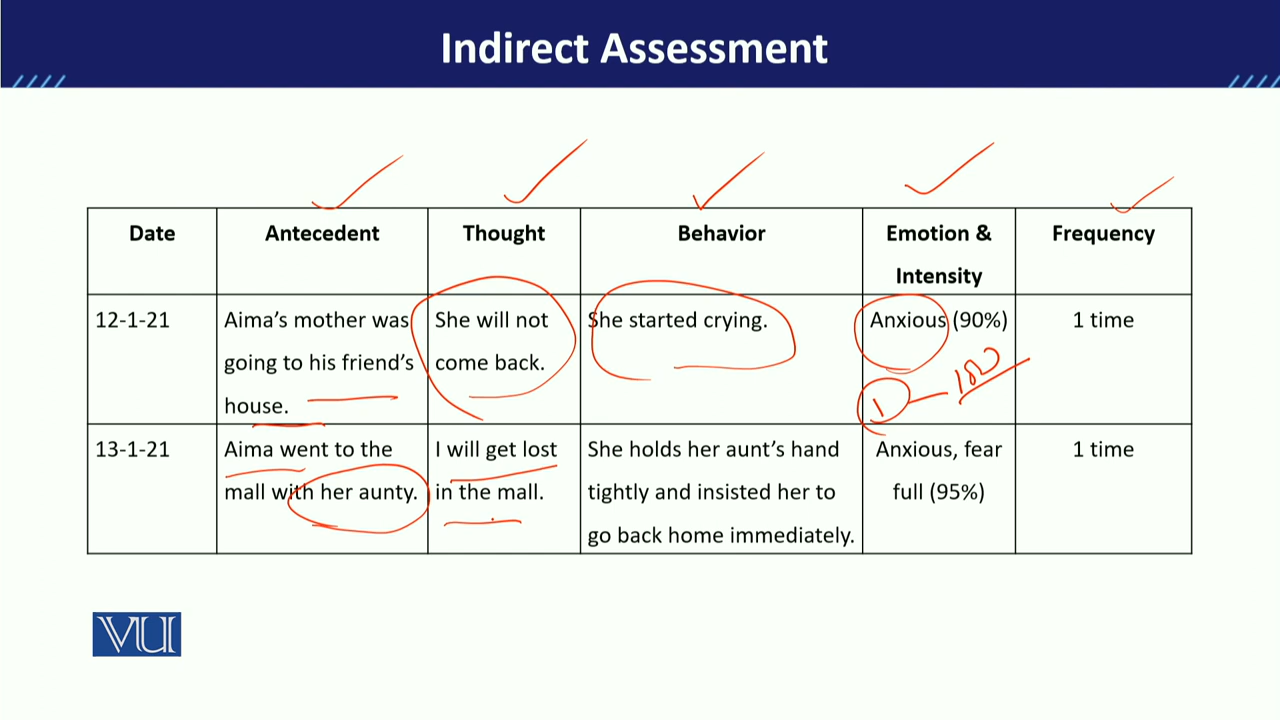 Indirect Assessment
Date Antecedent Thought Behavior Emotion & Intensity Frequency
12-1-21
Aima's mother was
going to his friend's
house.
She will not
come back.
She started crying.
Anxious (90%)
1 - 100
1 time
13-1-21
Aima went to the
mall with her aunty.
I will get lost
in the mall.
She holds her aunt's hand
tightly and insisted her to
go back home immediately.
Anxious, fear
full (95%)
1 time
VU